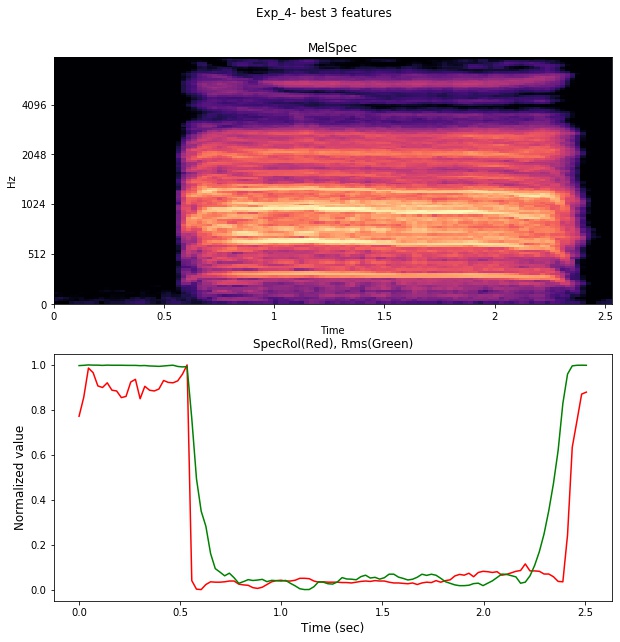 Exp_4- best 3 features
MelSpec
4096
2048
1024
512
0
Hz
0 0.5 1 1.5 2 2.5
Time
SpecRol(Red), Rms(Green)
1.0
0.8
0.6
0.4
0.2
0.0
Normalized value
0.0 0.5 1.0 1.5 2.0 2.5
Time (sec)